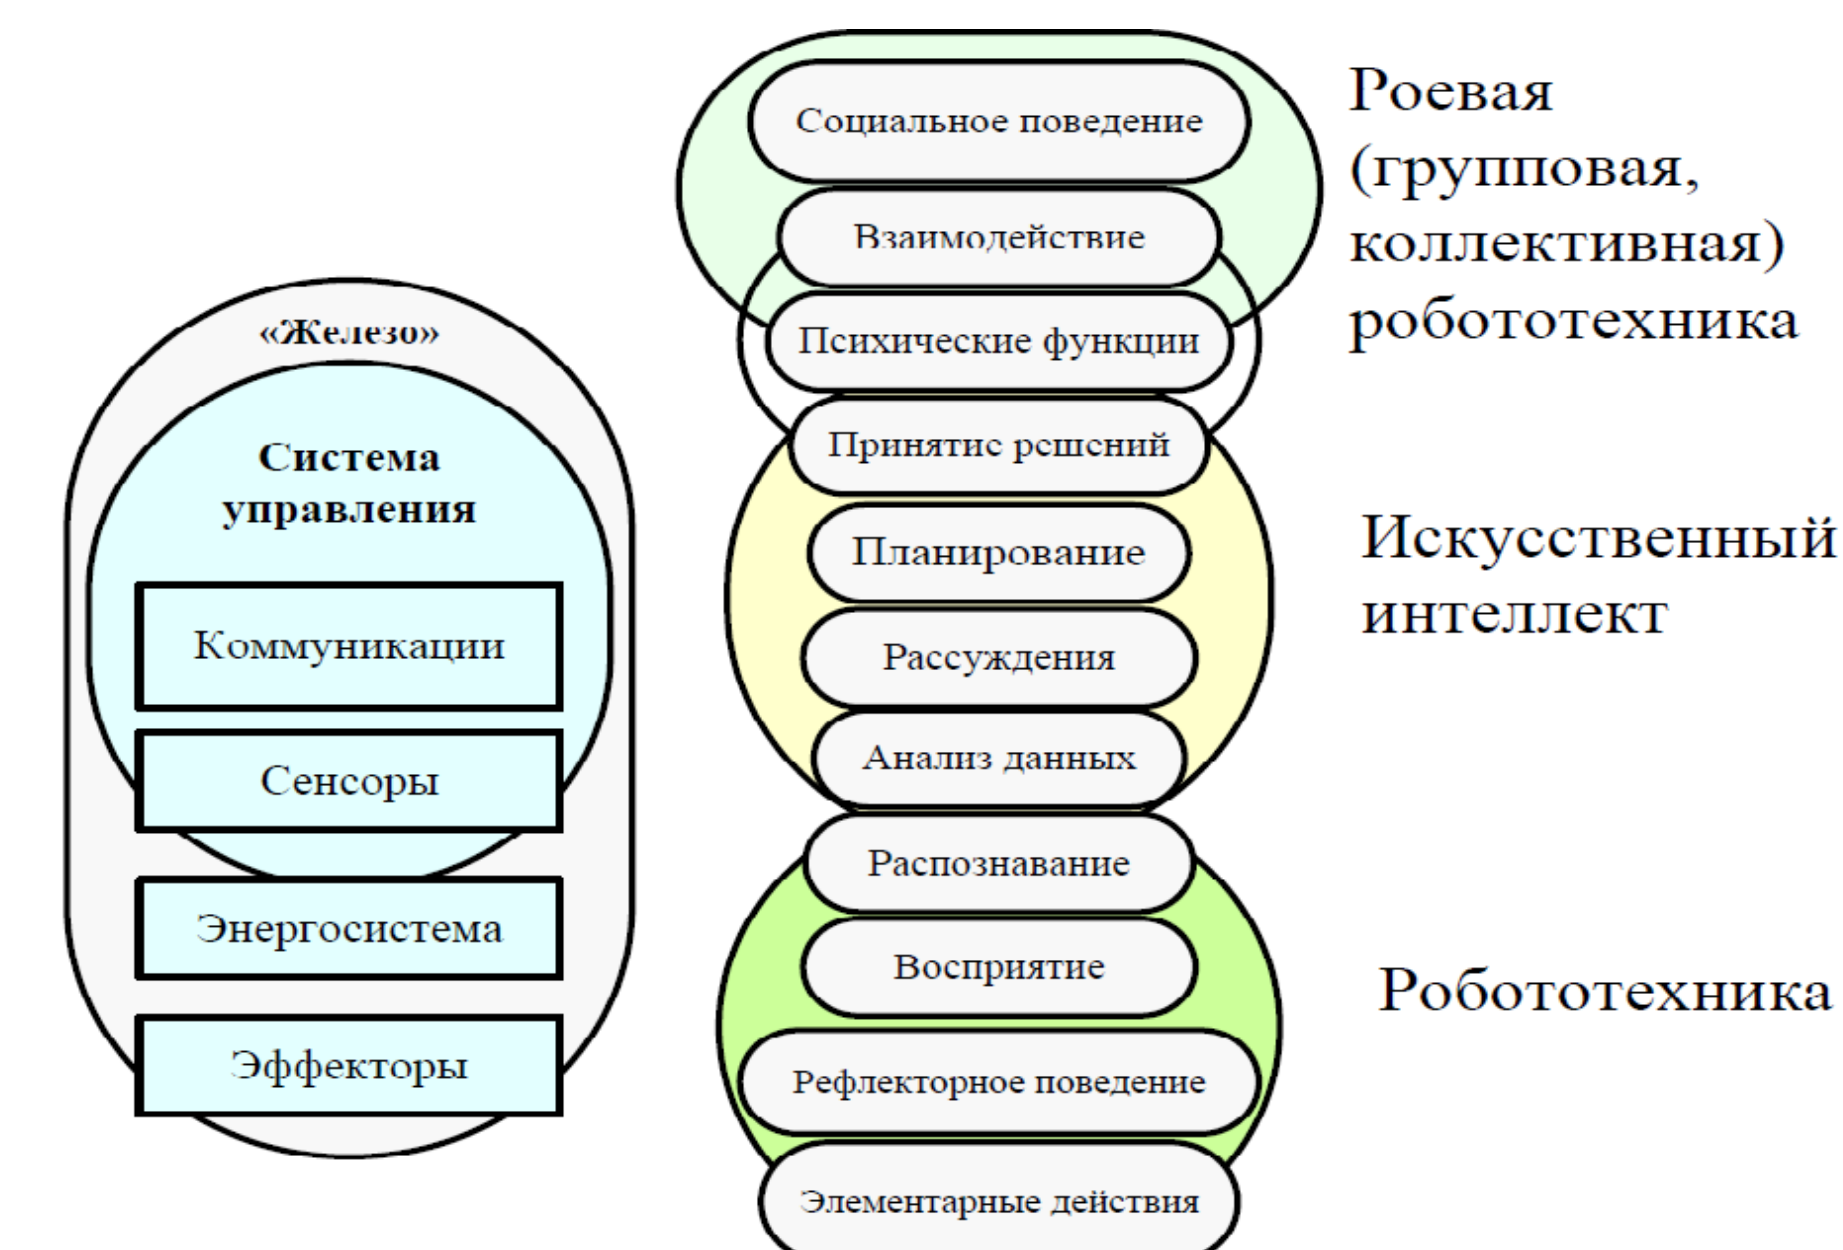 «Железо»
Система
управления
Коммуникации
Сенсоры
Энергосистема
Эффекторы
Социальное поведение
Взаимодействие
Психические функции
Принятие решений
Планирование
Рассуждения
Анализ данных
Распознавание
Восприятие
Рефлекторное поведение
Элементарные действия
Роевая
(групповая,
коллективная)
робототехника
Искусственный
интеллект
Робототехника